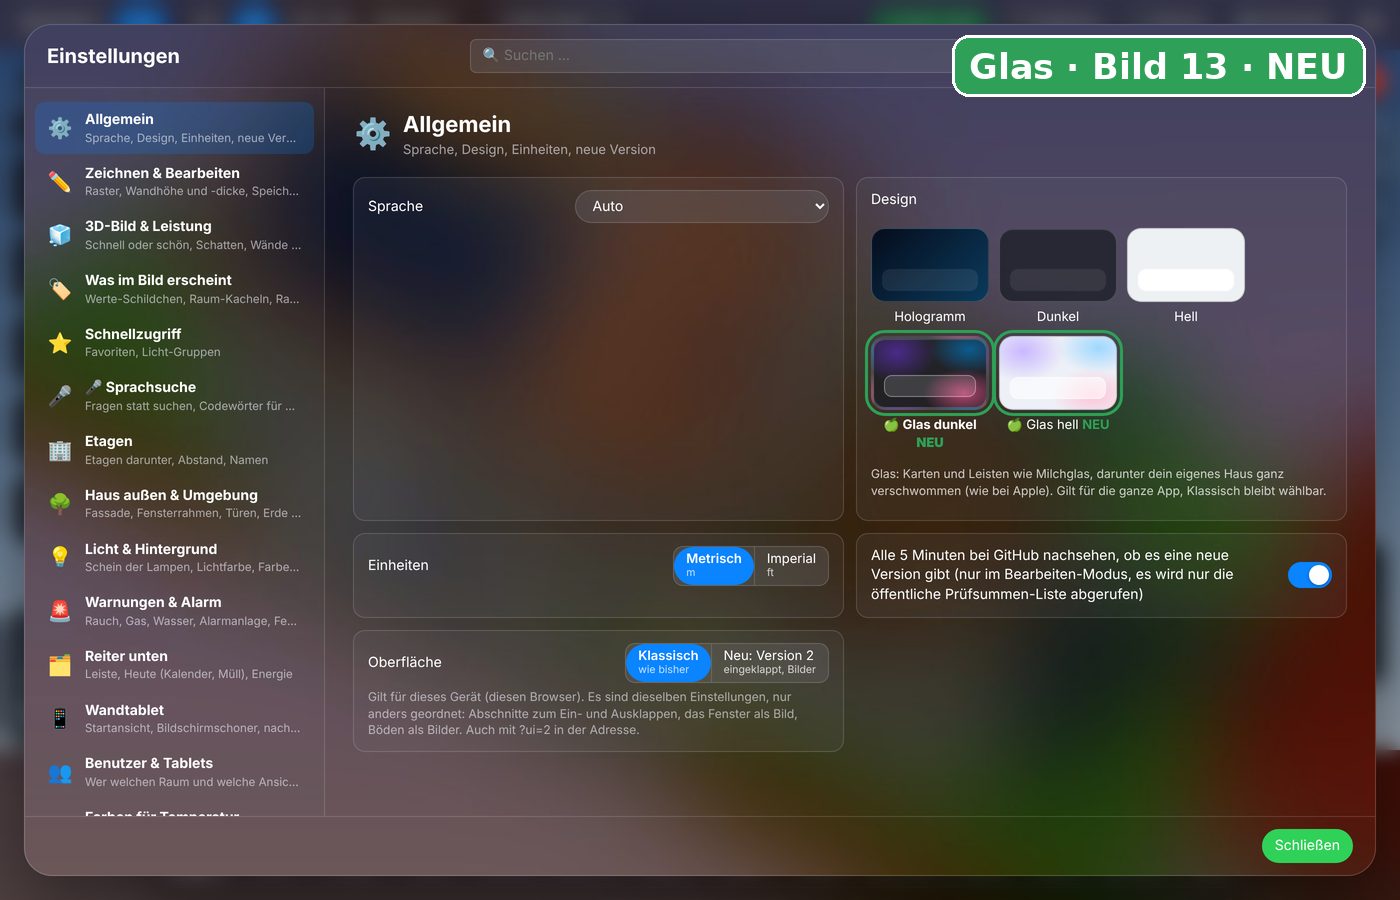 Einstellungen
Suchen ...
Glas · Bild 13 · NEU
Allgemein
Sprache, Design, Einheiten, neue Ver...
Zeichnen & Bearbeiten
Raster, Wandhöhe und -dicke, Speich...
3D-Bild & Leistung
Schnell oder schön, Schatten, Wände ...
Was im Bild erscheint
Werte-Schildchen, Raum-Kacheln, Ra...
Schnellzugriff
Favoriten, Licht-Gruppen
Sprachsuche
Fragen statt suchen, Codewörter für ...
Etagen
Etagen darunter, Abstand, Namen
Haus außen & Umgebung
Fassade, Fensterrahmen, Türen, Erde ...
Licht & Hintergrund
Schein der Lampen, Lichtfarbe, Farbe...
Warnungen & Alarm
Rauch, Gas, Wasser, Alarmanlage, Fe...
Reiter unten
Leiste, Heute (Kalender, Müll), Energie
Wandtablet
Startansicht, Bildschirmschoner, nach...
Benutzer & Tablets
Wer welchen Raum und welche Ansic...
Farben für Temperatur
Allgemein
Sprache, Design, Einheiten, neue Version
Sprache
Auto
Design
Hologramm
Dunkel
Hell
Glas dunkel
NEU
Glas hell NEU
Glas: Karten und Leisten wie Milchglas, darunter dein eigenes Haus ganz
verschwommen (wie bei Apple). Gilt für die ganze App, Klassisch bleibt wählbar.
Einheiten
Metrisch
m
Imperial
ft
Alle 5 Minuten bei GitHub nachsehen, ob es eine neue
Version gibt (nur im Bearbeiten-Modus, es wird nur die
öffentliche Prüfsummen-Liste abgerufen)
Oberfläche
Klassisch
wie bisher
Neu: Version 2
eingeklappt, Bilder
Gilt für dieses Gerät (diesen Browser). Es sind dieselben Einstellungen, nur
anders geordnet: Abschnitte zum Ein- und Ausklappen, das Fenster als Bild,
Böden als Bilder. Auch mit ?ui=2 in der Adresse.
Schließen